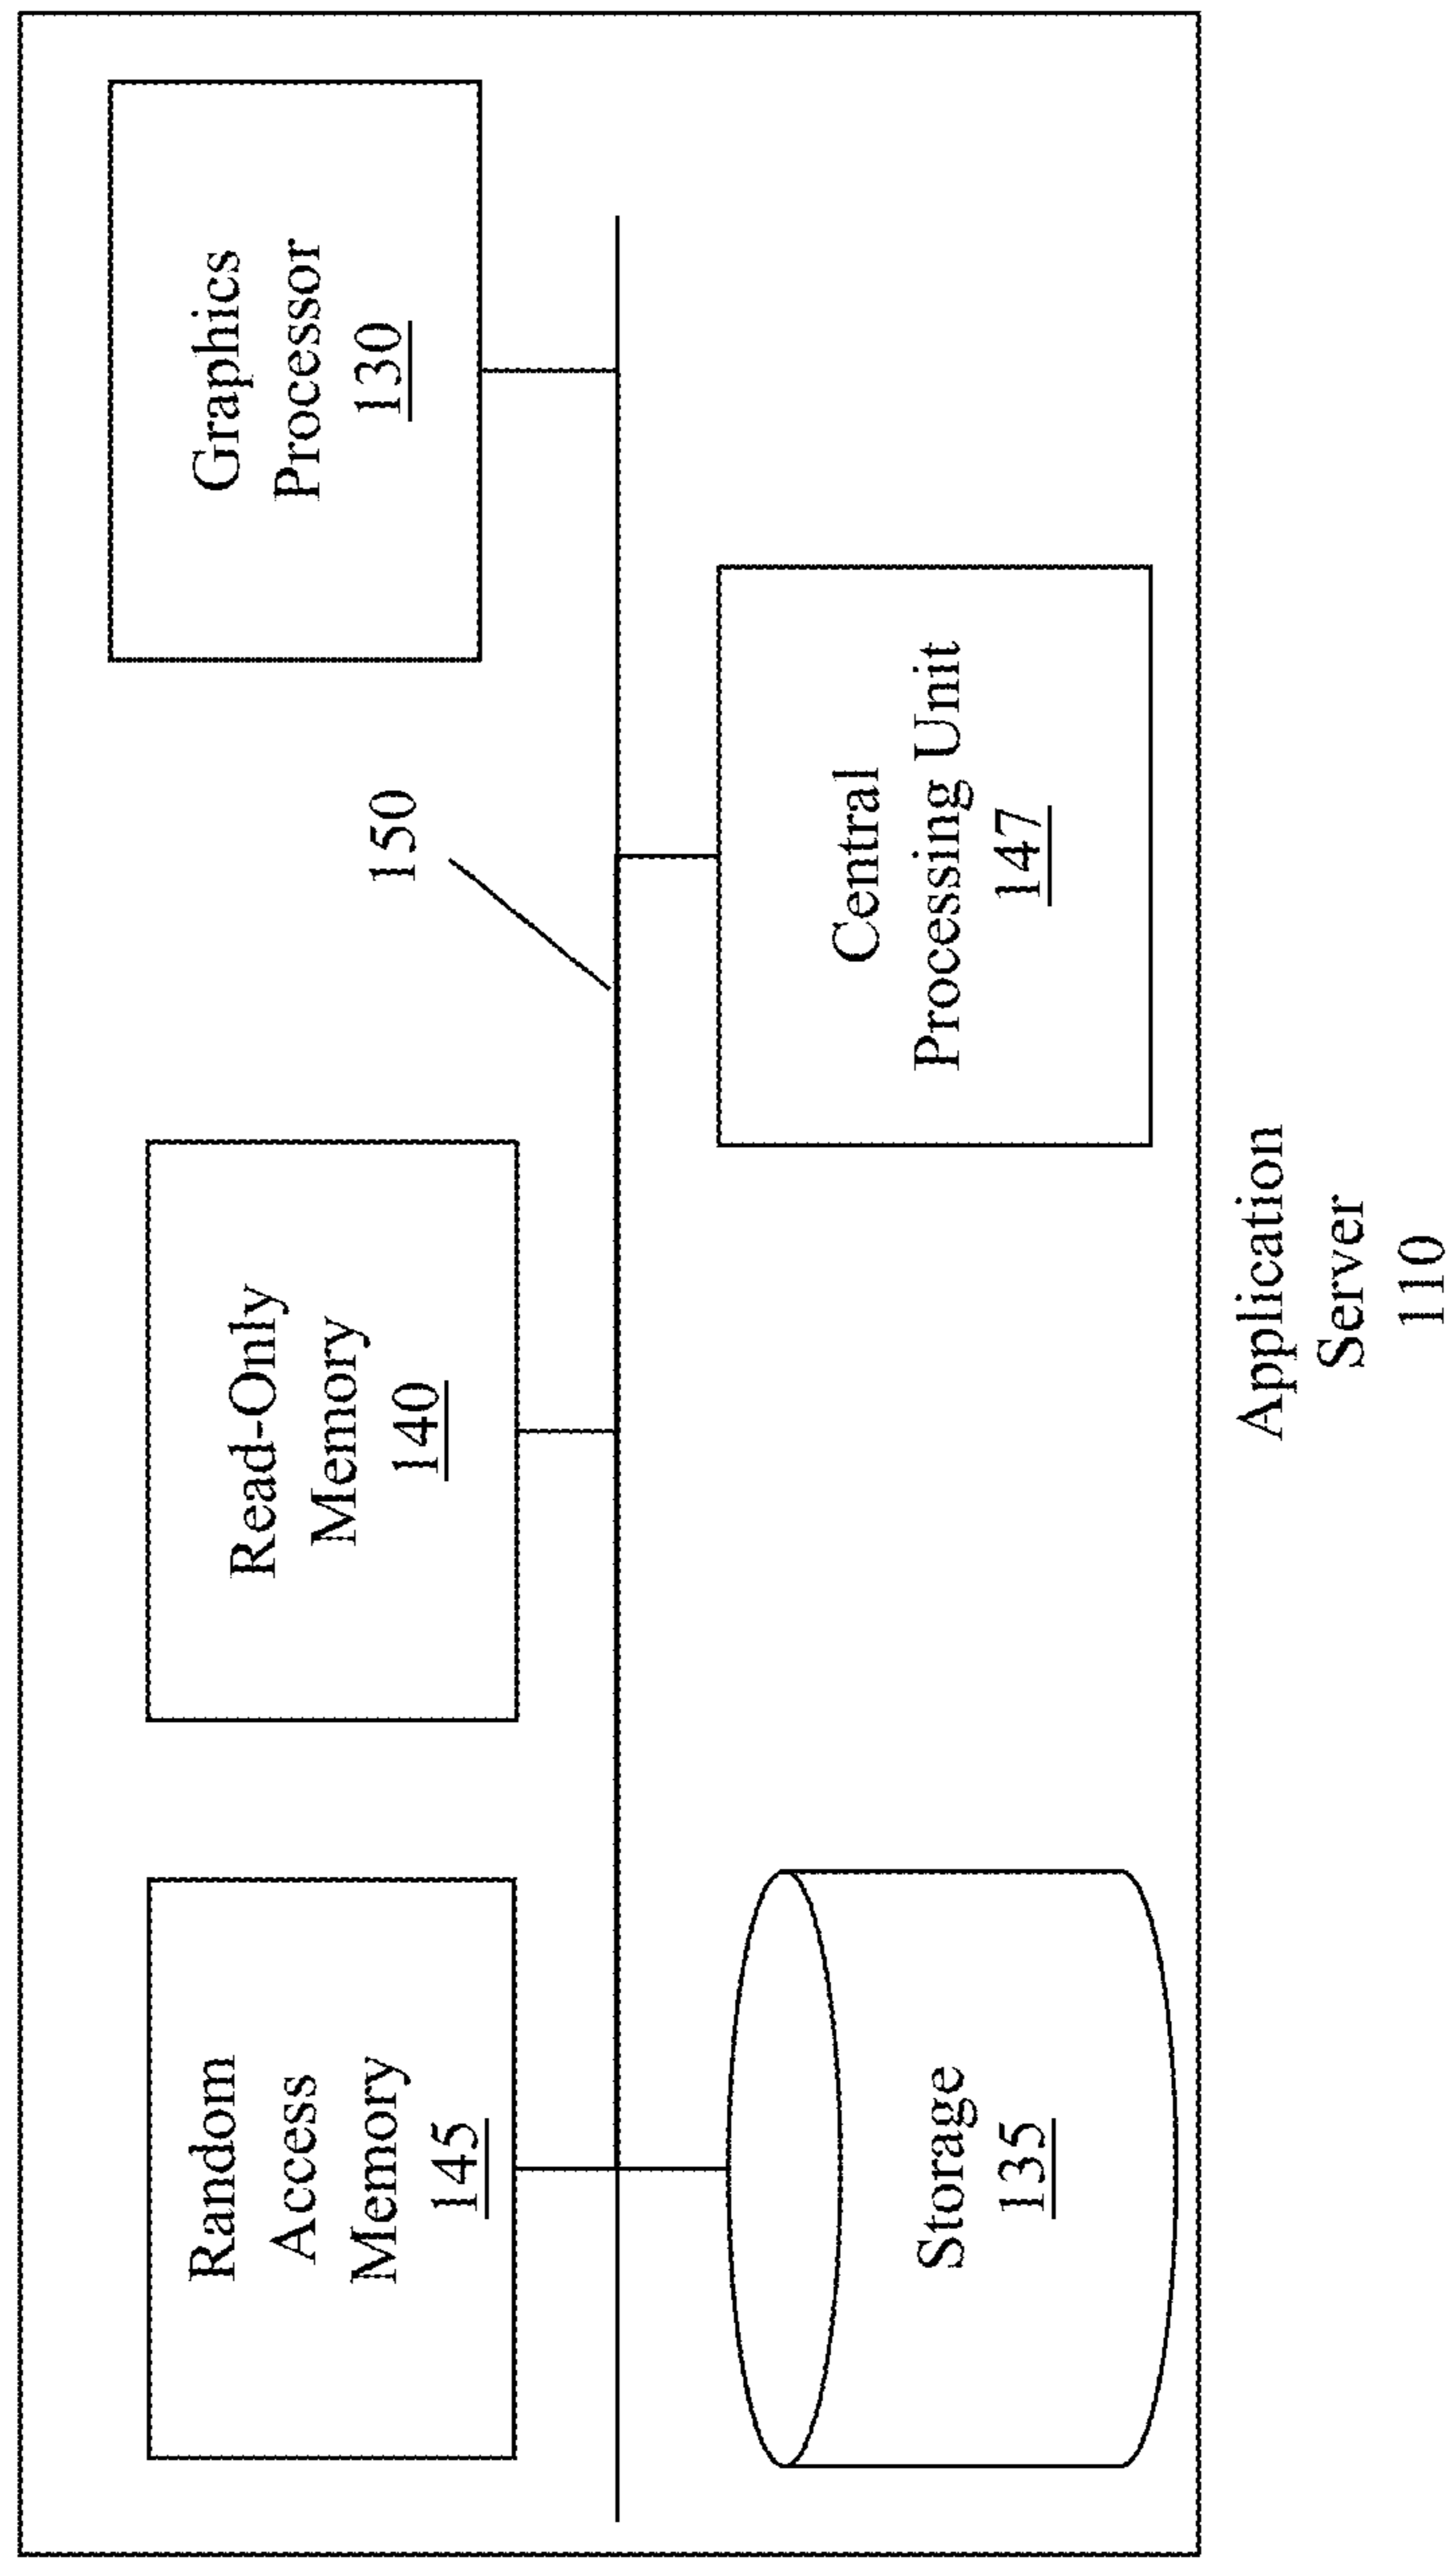 Random
Access
Memory
145
Read-Only
Memory
140
150
Graphics
Processor
130
Storage
135
Central
Processing Unit
147
Application
Server
110